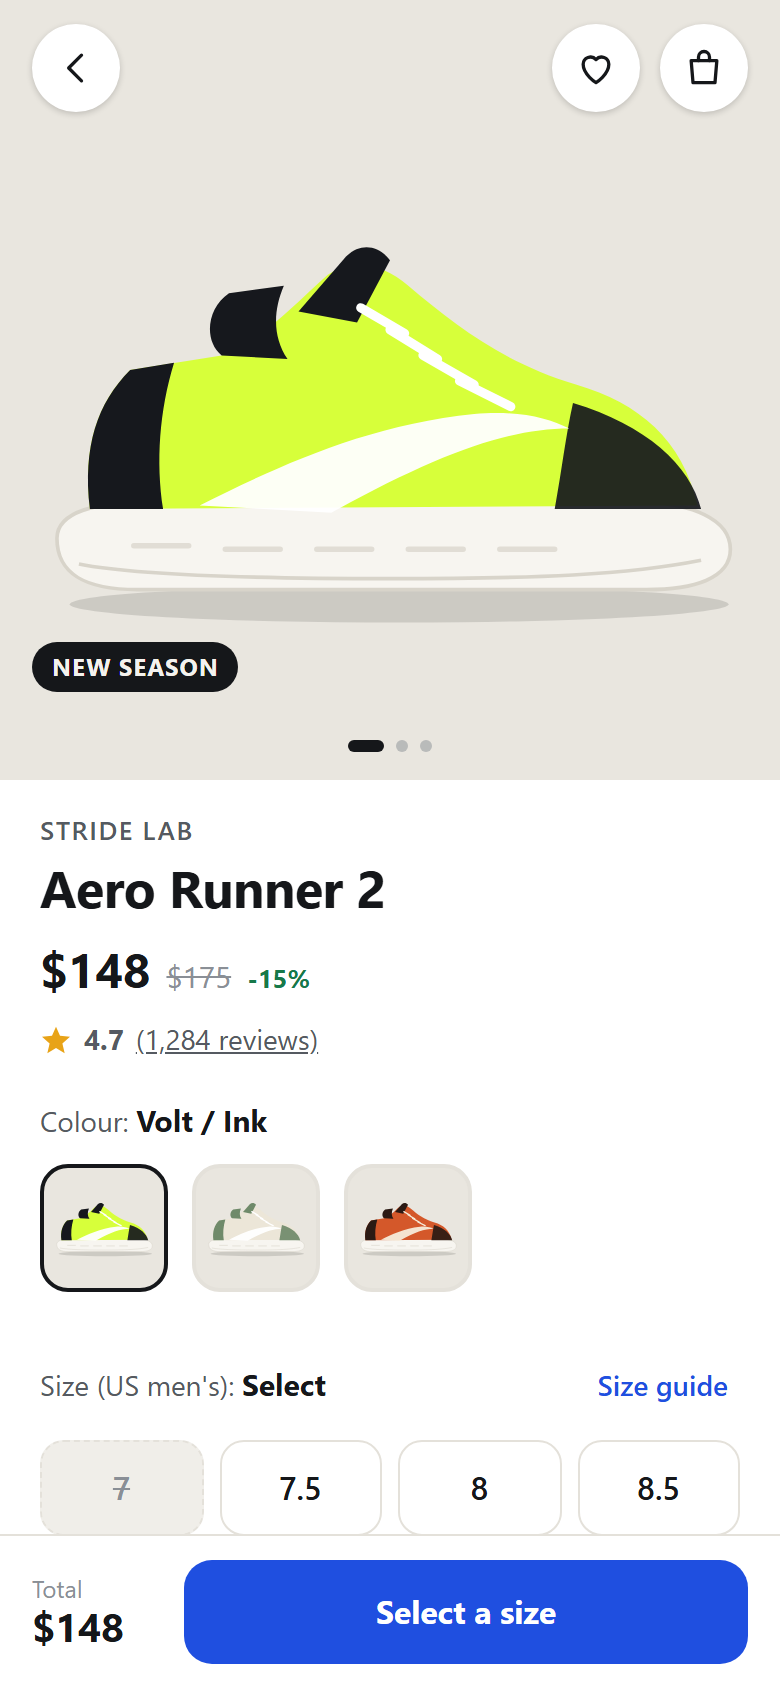 NEW SEASON
STRIDE LAB
Aero Runner 2
$148 $175 -15%
4.7 (1,284 reviews)
Colour: Volt / Ink
Size (US men's): Select Size guide
7 7.5 8 8.5
Total
$148
Select a size